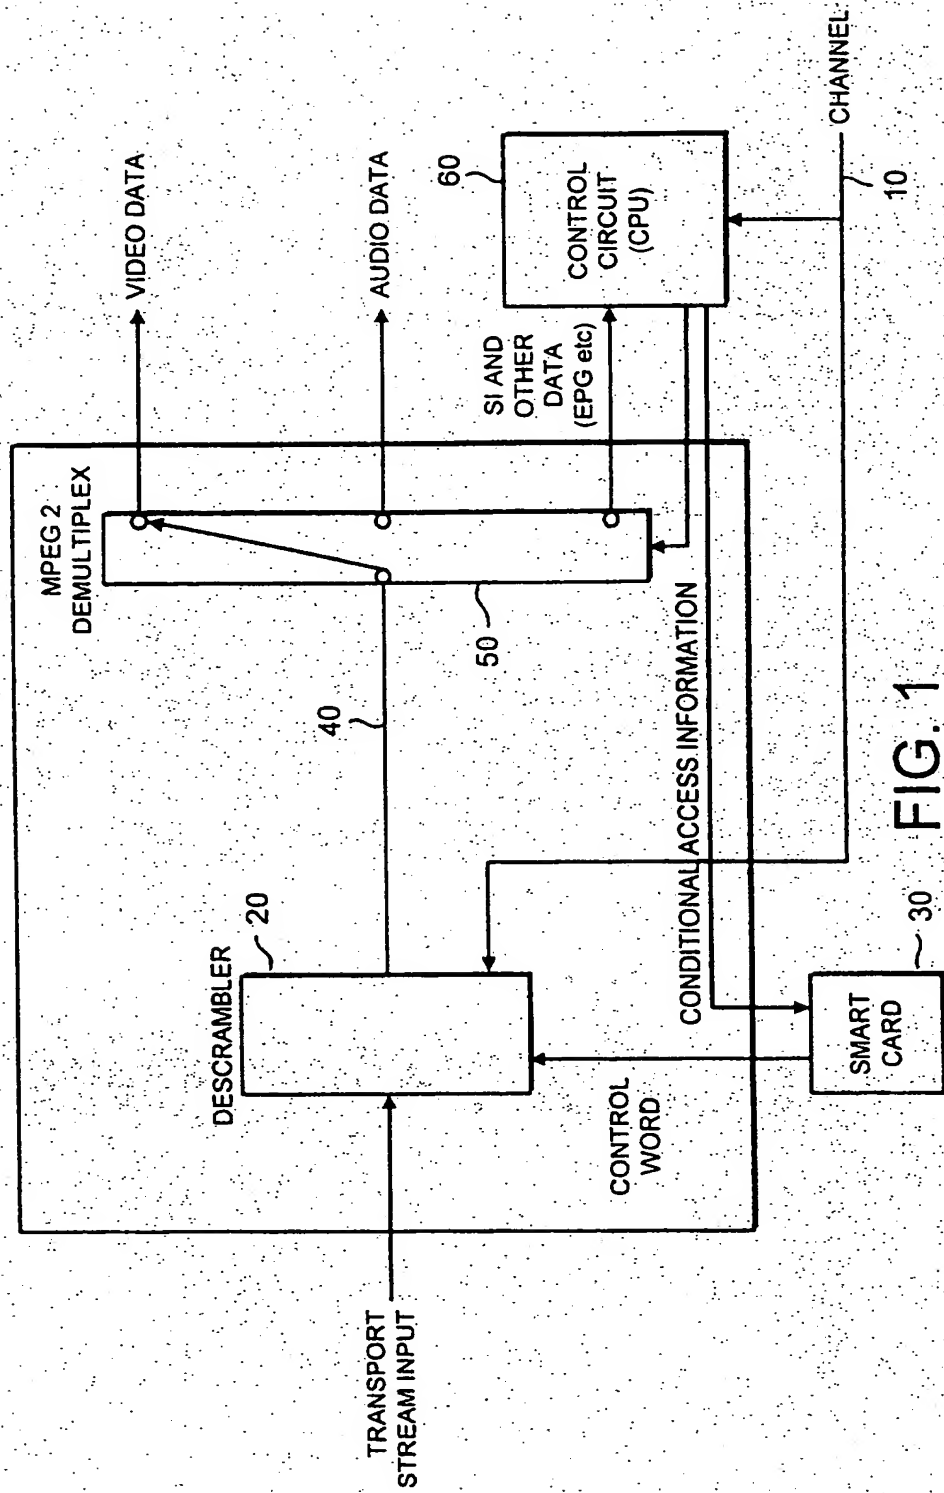 MPEG 2
DEMULTIPLEX
VIDEO DATA
AUDIO DATA
DESCRAMBLER
20
40
50
SI AND
OTHER
DATA
(EPG etc)
60
CONTROL
CIRCUIT
(CPU)
TRANSPORT
STREAM INPUT
CONTROL
WORD
CONDITIONAL ACCESS INFORMATION
SMART
CARD
30
CHANNEL
10
FIG. 1